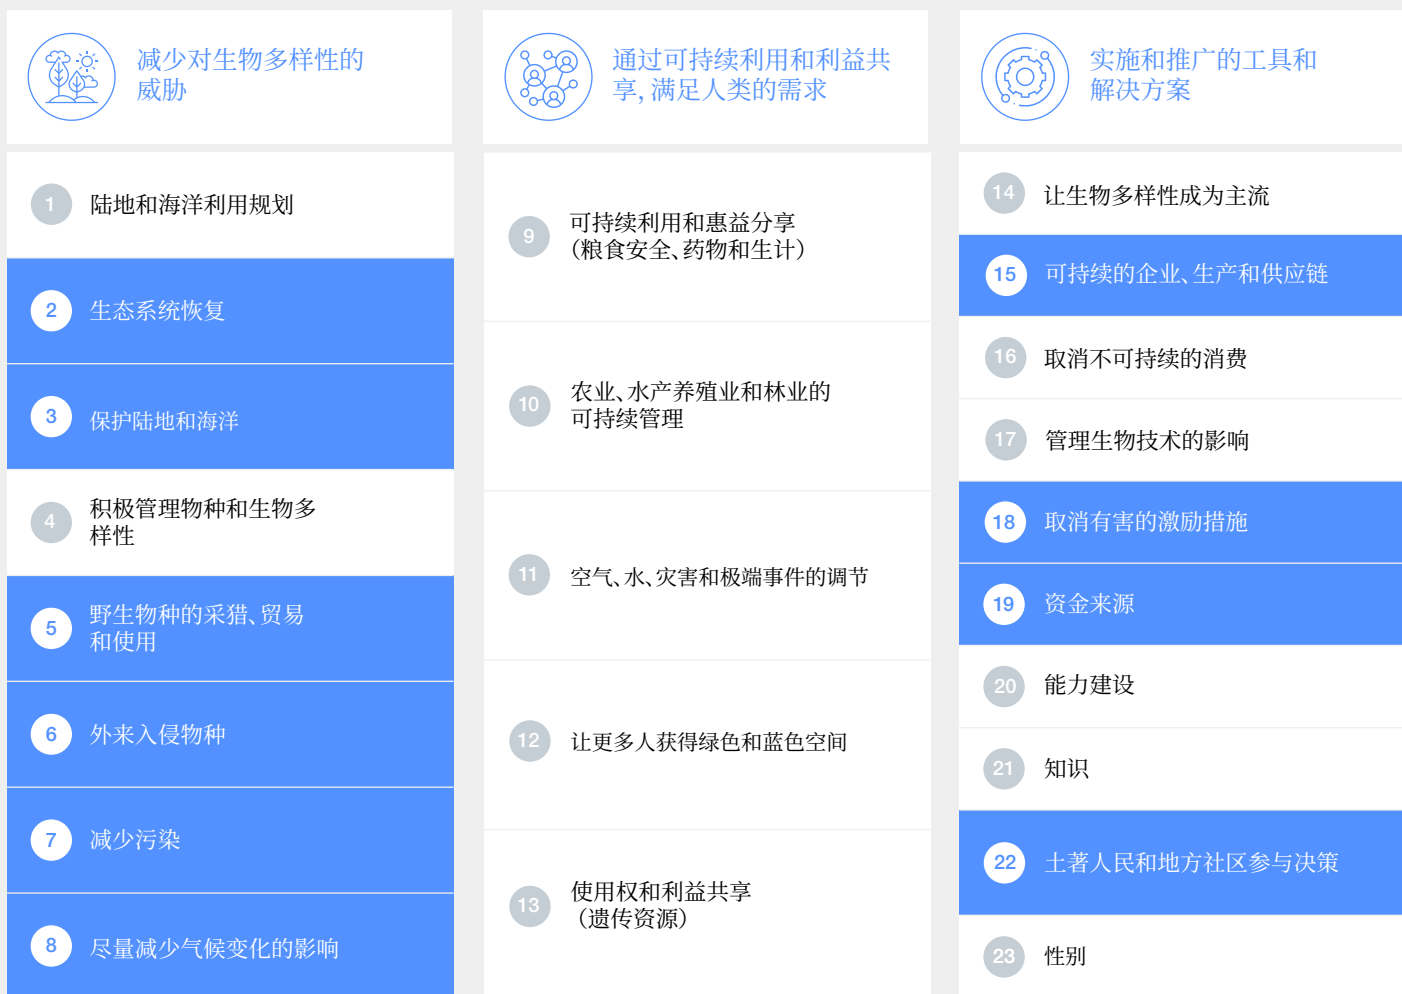 减少对生物多样性的
威胁
1
陆地和海洋利用规划
2
生态系统恢复
3
保护陆地和海洋
4
积极管理物种和生物多
样性
5
野生物种的采猎、贸易
和使用
6
外来入侵物种
7
减少污染
8
尽量减少气候变化的影响
通过可持续利用和利益共
享, 满足人类的需求
9
可持续利用和惠益分享
（粮食安全、药物和生计）
10
农业、水产养殖业和林业的
可持续管理
11
空气、水、灾害和极端事件的调节
12
让更多人获得绿色和蓝色空间
13
使用权和利益共享
（遗传资源）
实施和推广的工具和
解决方案
14
让生物多样性成为主流
15
可持续的企业、生产和供应链
16
取消不可持续的消费
17
管理生物技术的影响
18
取消有害的激励措施
19
资金来源
20
能力建设
21
知识
22
土著人民和地方社区参与决策
23
性别